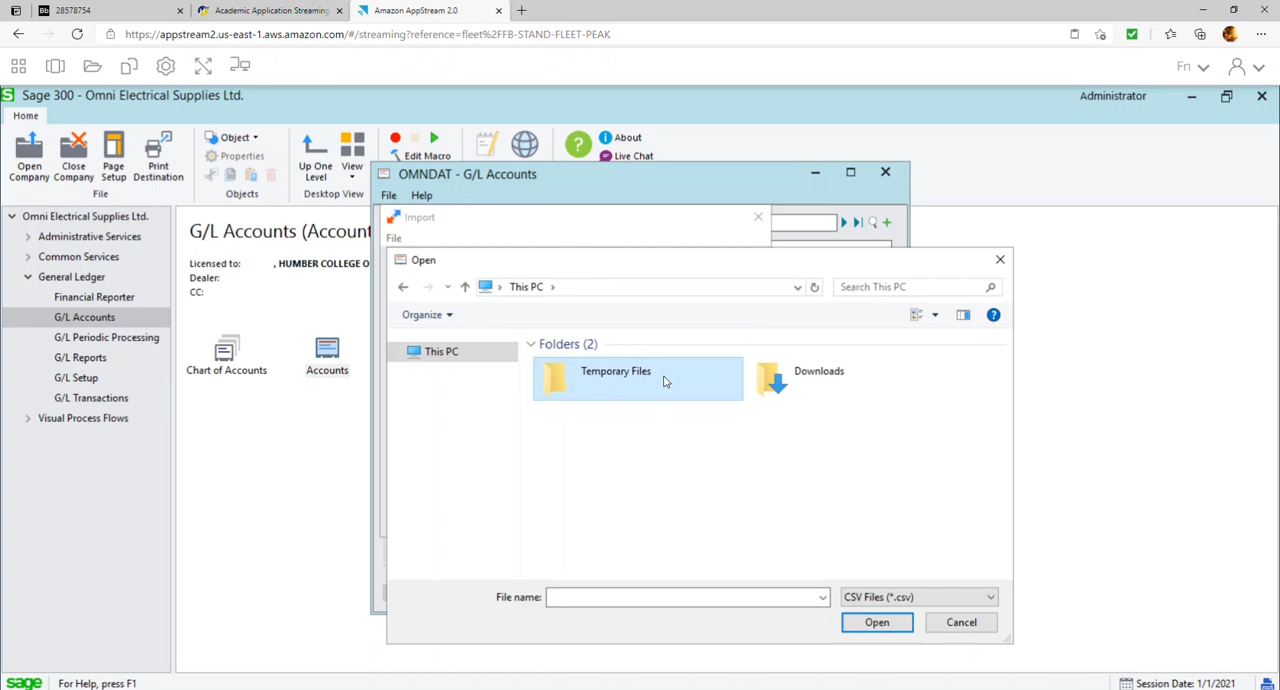 28578754
Academic Application Streaming
Amazon AppStream 2.0
https://appstream2.us-east-1.aws.amazon.com/#/streaming?reference=fleet%2FFB-STAND-FLEET-PEAK
Fn
Sage 300 - Omni Electrical Supplies Ltd.
Administrator
Home
Open Company
Close Company
Page Setup
Print Destination
File
Object
Properties
Objects
Up One Level
View
Desktop View
Edit Macro
About
Live Chat
Omni Electrical Supplies Ltd.
Administrative Services
Common Services
General Ledger
Financial Reporter
G/L Accounts
G/L Periodic Processing
G/L Reports
G/L Setup
G/L Transactions
Visual Process Flows
G/L Accounts (Account
Licensed to: , HUMBER COLLEGE O
Dealer:
CC:
Chart of Accounts
Accounts
OMNDAT - G/L Accounts
File Help
Import
File
Open
This PC
Search This PC
Organize
This PC
Folders (2)
Temporary Files
Downloads
File name:
CSV Files (*.csv)
Open
Cancel
sage
For Help, press F1
Session Date: 1/1/2021